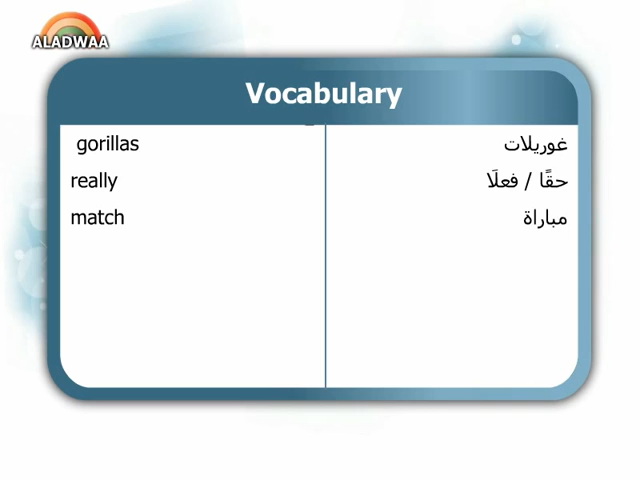 ALADWAA
Vocabulary
gorillas غوريلات
really حقًا / فعلَا
match مباراة